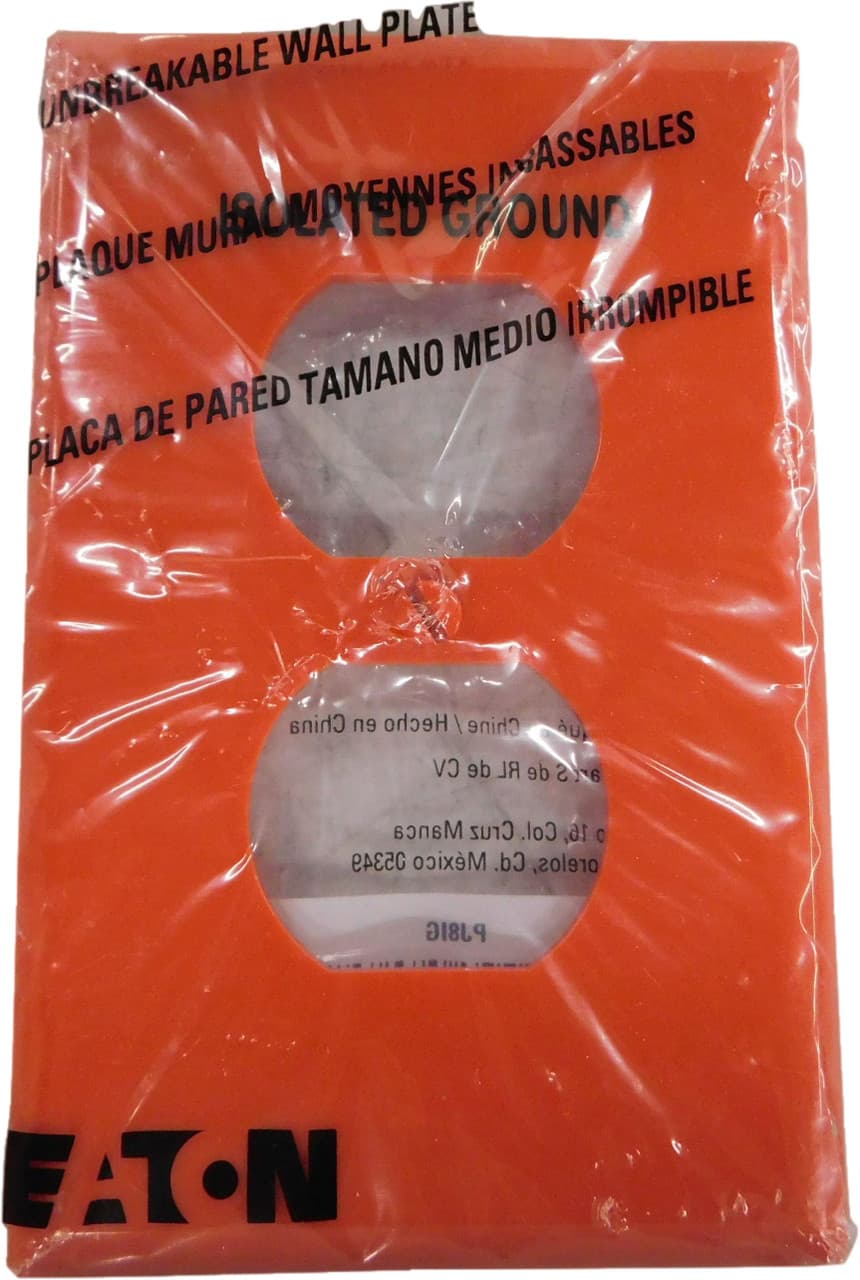 UNBREAKABLE WALL PLATE
PLAQUE MURALE MOYENNES INCASSABLES
ISOLATED GROUND
PLACA DE PARED TAMANO MEDIO IRROMPIBLE
Chine / Hecho en China
S de RL de CV
16, Col. Cruz Manca
Cd. México 05349
PJ8IG
EATON